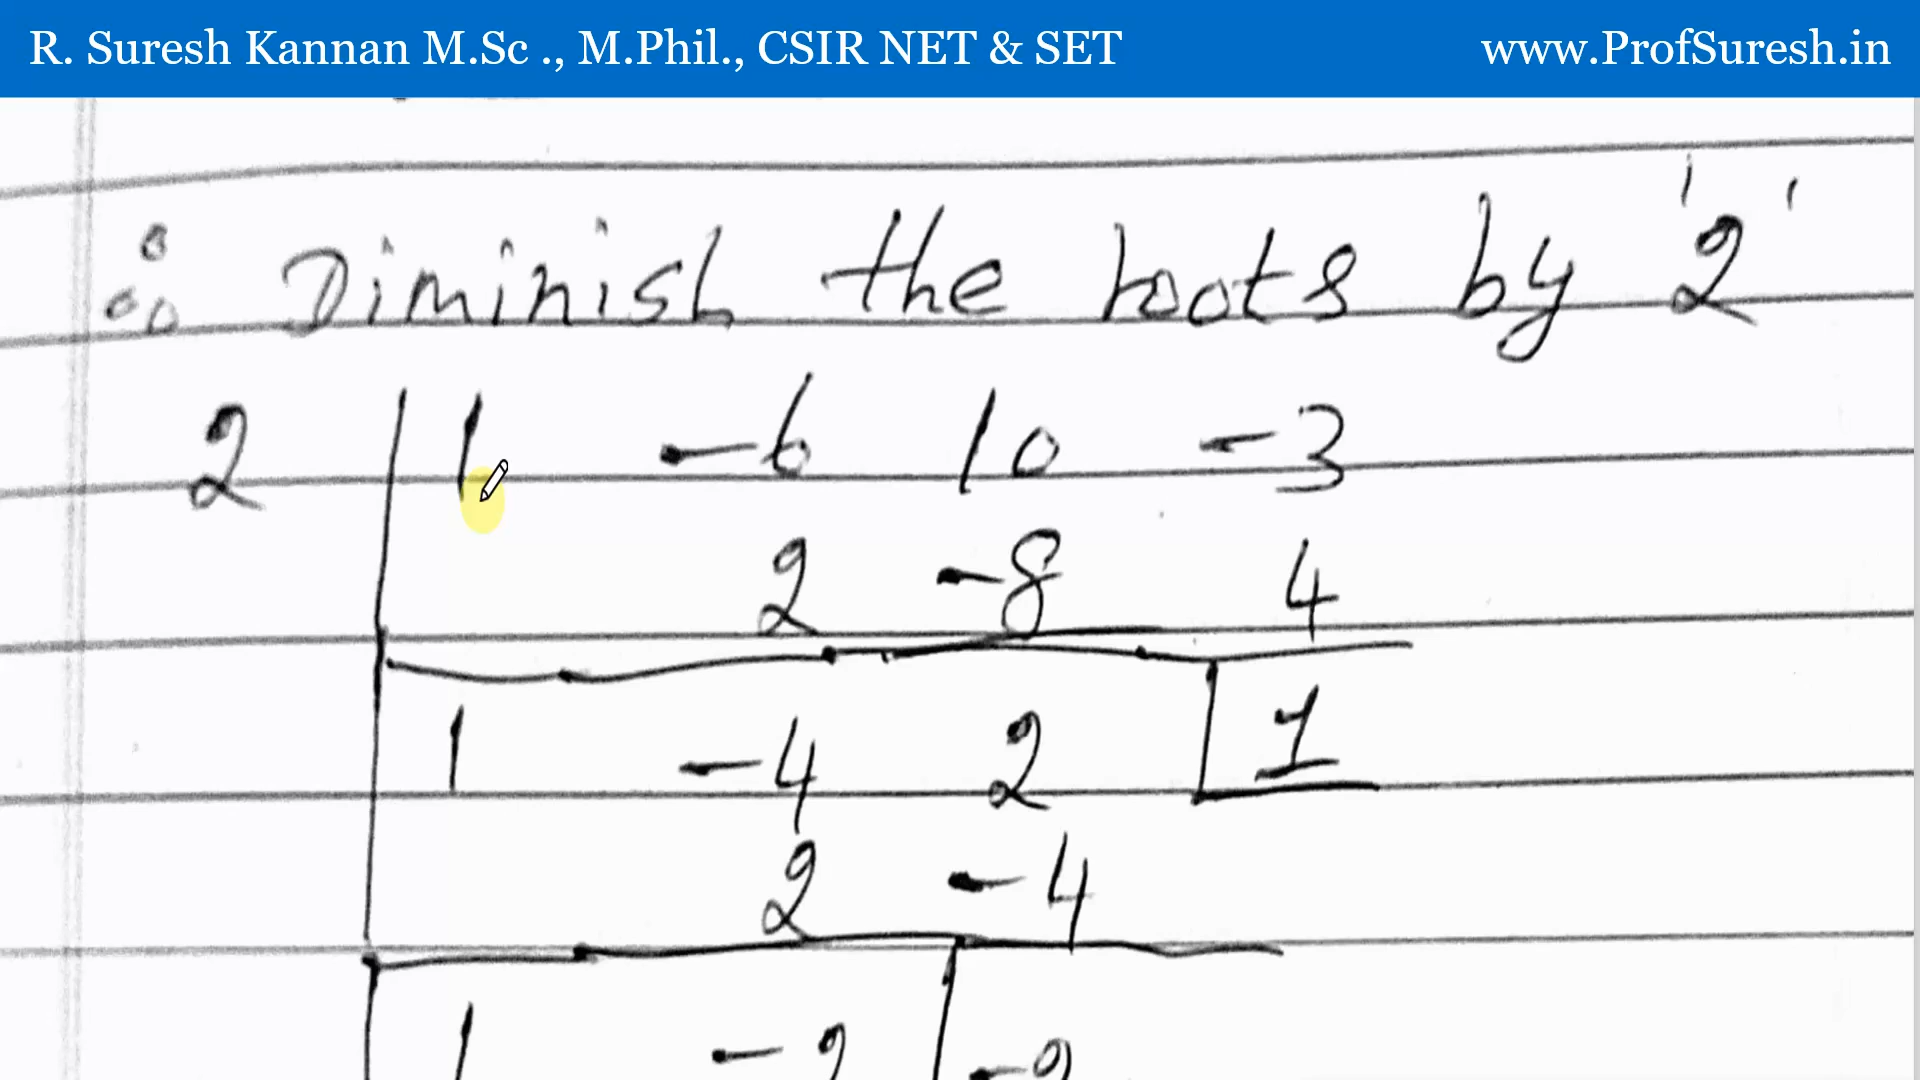 R. Suresh Kannan M.Sc ., M.Phil., CSIR NET & SET www.ProfSuresh.in
∴ Diminish the roots by '2'
2 | 1 -6 10 -3
2 -8 4
1 -4 2 1
2 -4
1 -2 -2